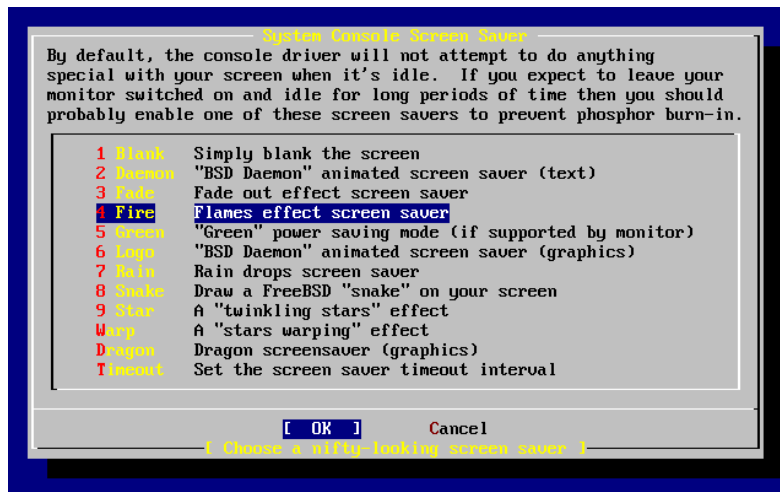 System Console Screen Saver
By default, the console driver will not attempt to do anything
special with your screen when it's idle. If you expect to leave your
monitor switched on and idle for long periods of time then you should
probably enable one of these screen savers to prevent phosphor burn-in.
1 Blank Simply blank the screen
2 Daemon "BSD Daemon" animated screen saver (text)
3 Fade Fade out effect screen saver
4 Fire Flames effect screen saver
5 Green "Green" power saving mode (if supported by monitor)
6 Logo "BSD Daemon" animated screen saver (graphics)
7 Rain Rain drops screen saver
8 Snake Draw a FreeBSD "snake" on your screen
9 Star A "twinkling stars" effect
Warp A "stars warping" effect
Dragon Dragon screensaver (graphics)
Timeout Set the screen saver timeout interval
[ OK ] Cancel
[ Choose a nifty-looking screen saver ]